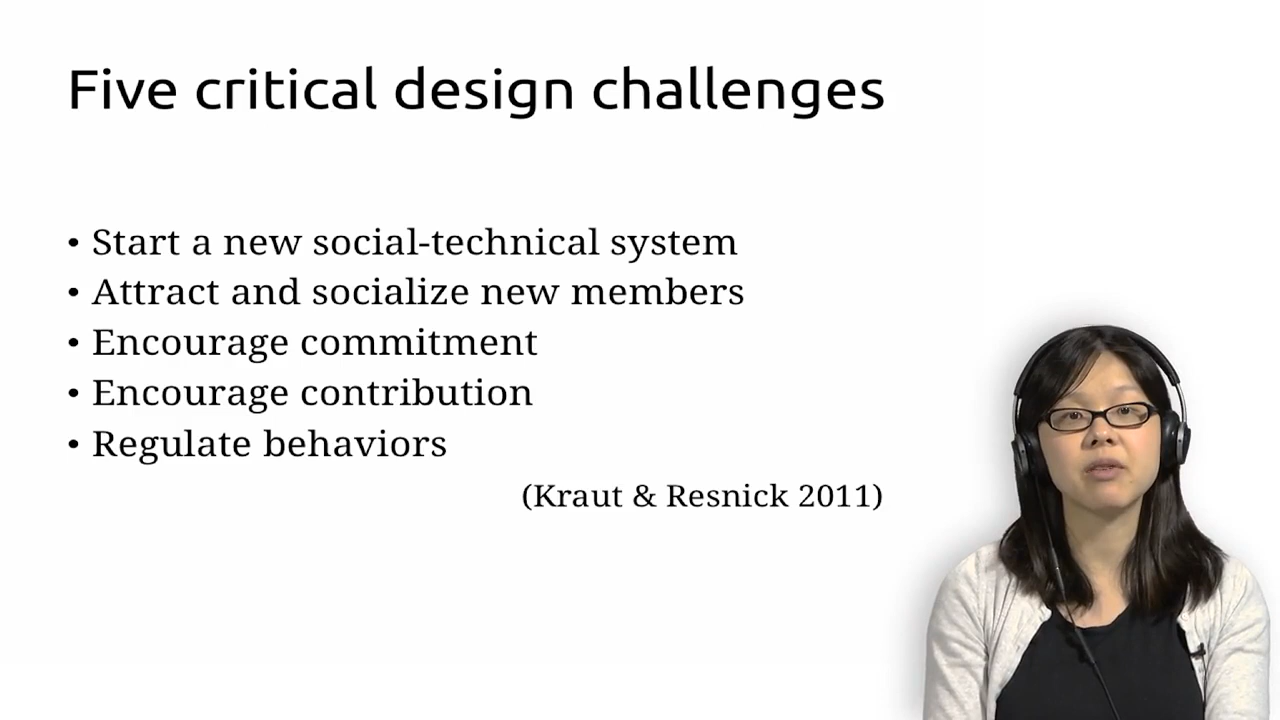 Five critical design challenges
• Start a new social-technical system
• Attract and socialize new members
• Encourage commitment
• Encourage contribution
• Regulate behaviors
(Kraut & Resnick 2011)